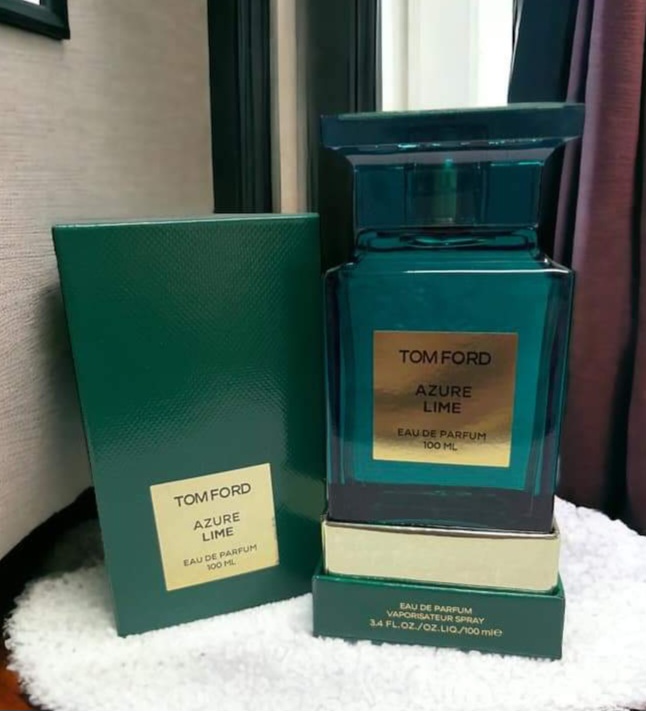 TOM FORD
AZURE
LIME
EAU DE PARFUM
100 ML
TOM FORD
AZURE
LIME
EAU DE PARFUM
100 ML
EAU DE PARFUM
VAPORISATEUR SPRAY
3.4 FL.OZ./OZ.LIQ./100 ml℮